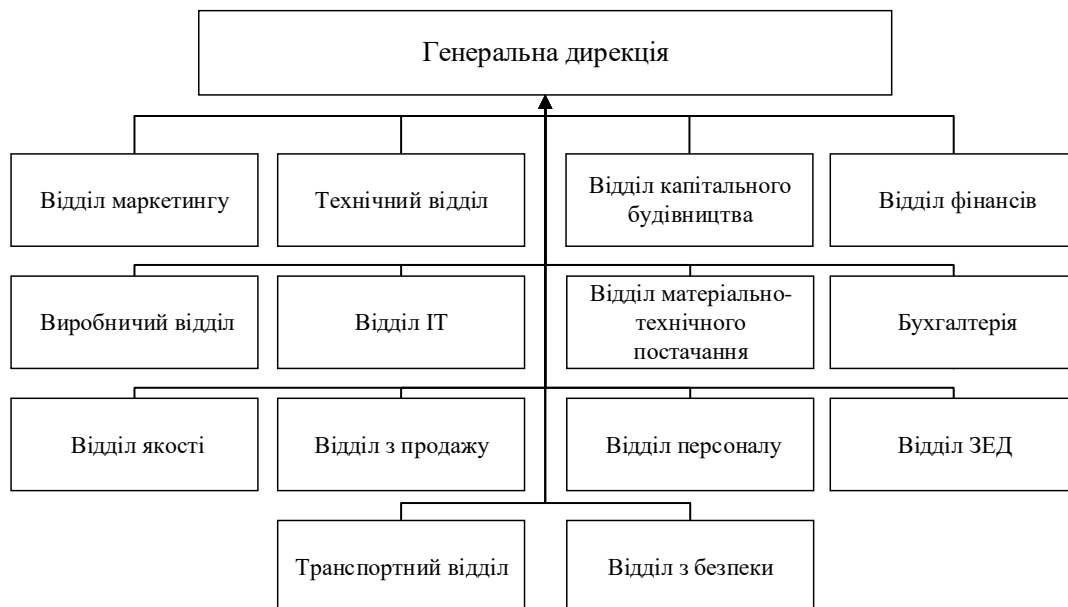 Генеральна дирекція
Відділ маркетингу
Технічний відділ
Відділ капітального
будівництва
Відділ фінансів
Виробничий відділ
Відділ ІТ
Відділ матеріально-
технічного
постачання
Бухгалтерія
Відділ якості
Відділ з продажу
Відділ персоналу
Відділ ЗЕД
Транспортний відділ
Відділ з безпеки